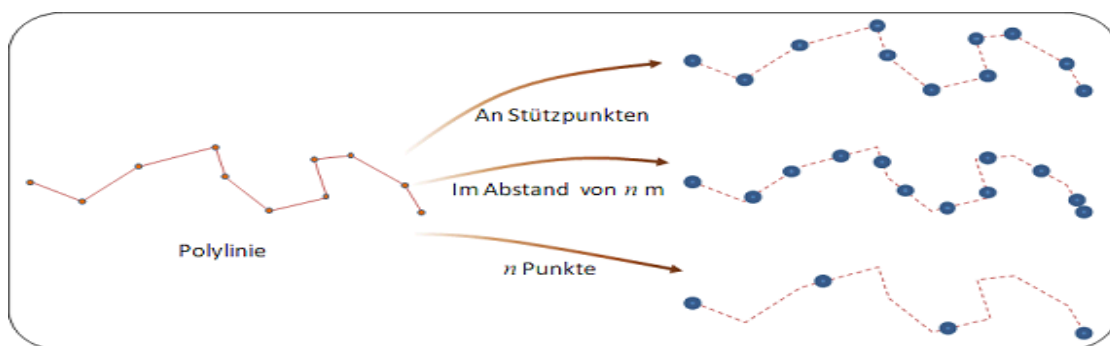 An Stützpunkten
Im Abstand von n m
Polylinie
n Punkte